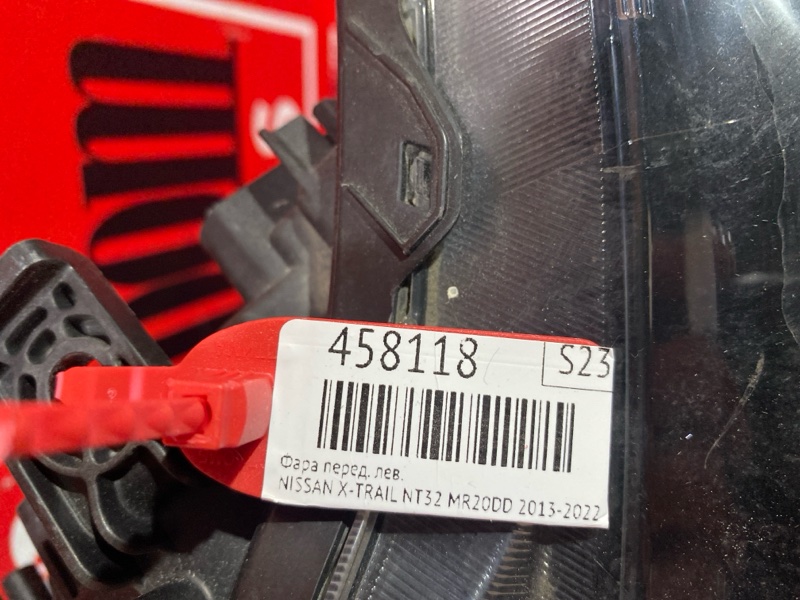 458118
S23
Фара перед. лев.
NISSAN X-TRAIL NT32 MR20DD 2013-2022